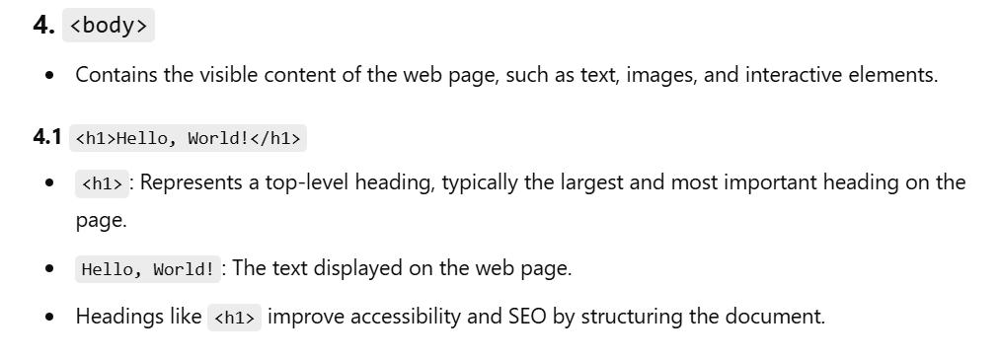 4. <body>
• Contains the visible content of the web page, such as text, images, and interactive elements.
4.1 <h1>Hello, World!</h1>
• <h1>: Represents a top-level heading, typically the largest and most important heading on the
page.
• Hello, World!: The text displayed on the web page.
• Headings like <h1> improve accessibility and SEO by structuring the document.